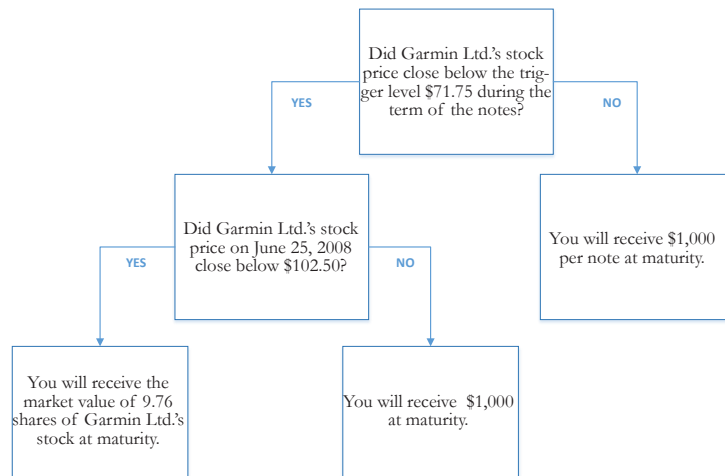 Did Garmin Ltd.'s stock
price close below the trig-
ger level $71.75 during the
term of the notes?
YES
NO
Did Garmin Ltd.'s stock
price on June 25, 2008
close below $102.50?
You will receive $1,000
per note at maturity.
YES
NO
You will receive the
market value of 9.76
shares of Garmin Ltd.'s
stock at maturity.
You will receive $1,000
at maturity.